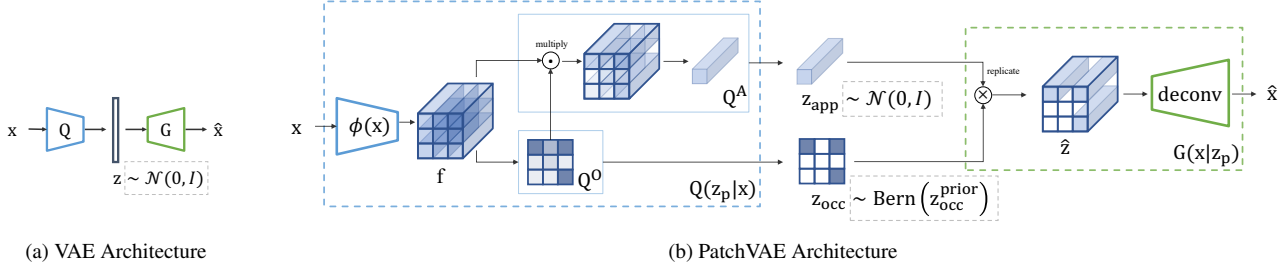 x Q G x̂
z ~ 𝒩(0, I)
(a) VAE Architecture
x ϕ(x) f
multiply
Q^A
Q^O
Q(z_p|x)
z_app ~ 𝒩(0, I)
z_occ ~ Bern(z_occ^prior)
replicate
ẑ
deconv
x̂
G(x|z_p)
(b) PatchVAE Architecture